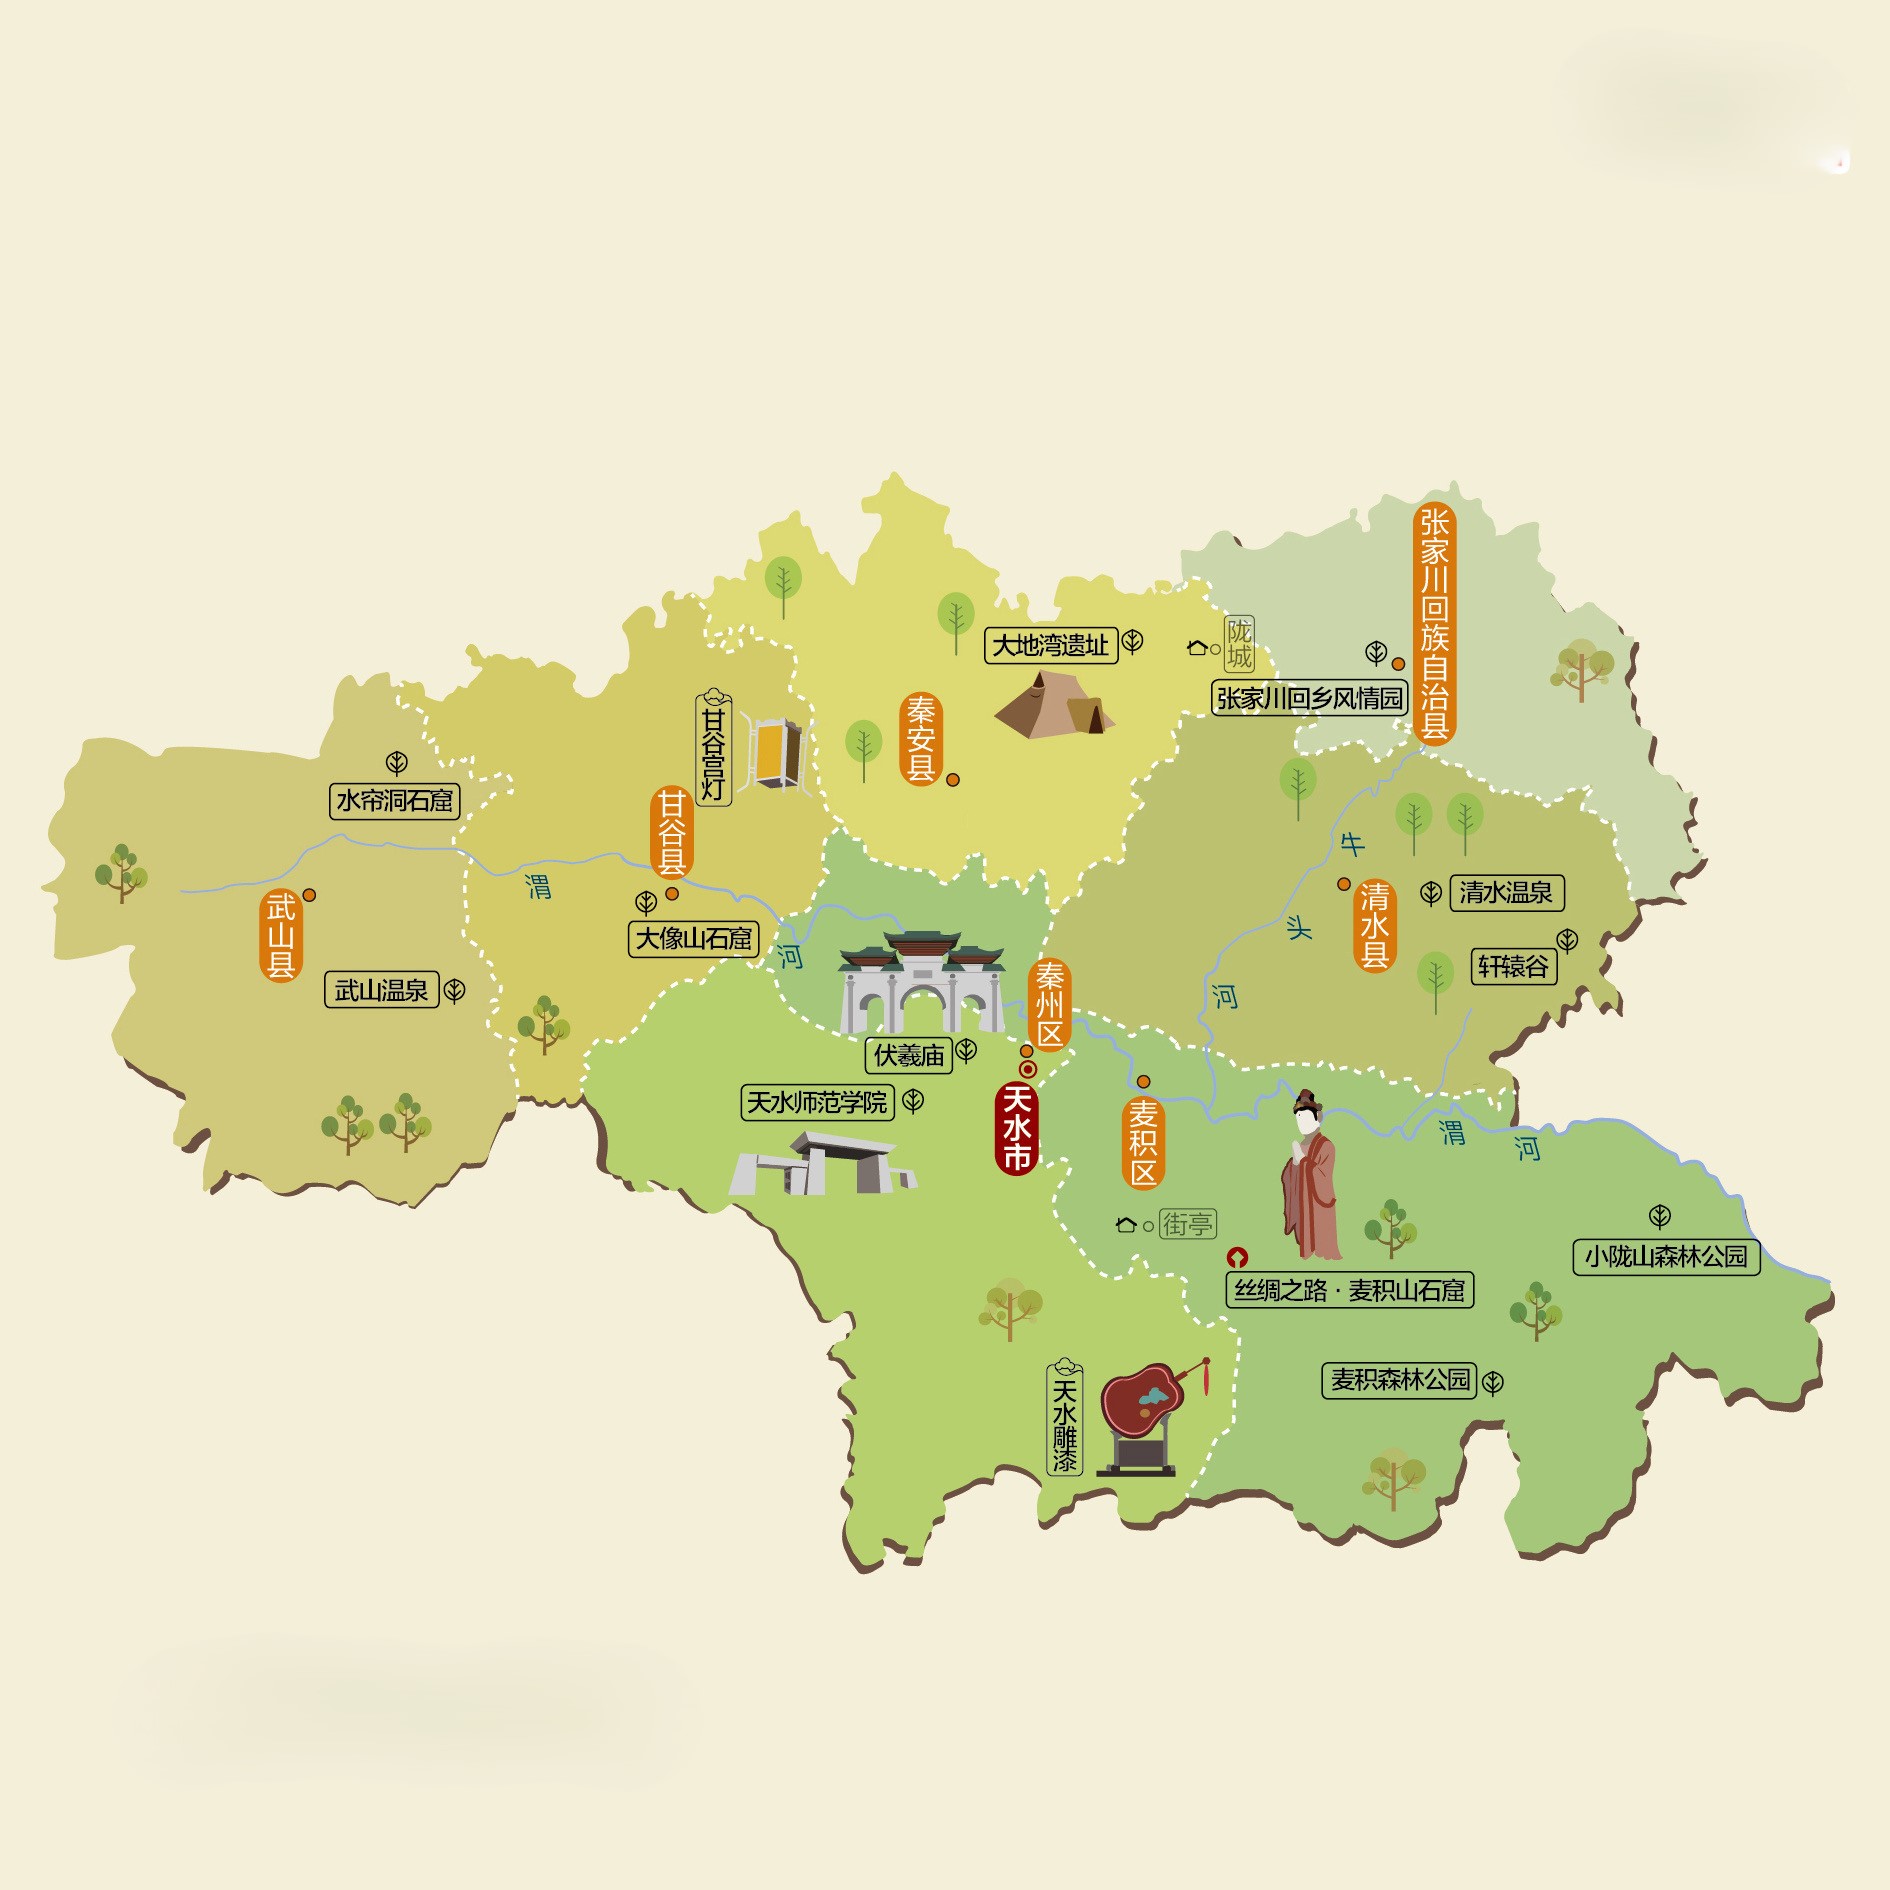 张家川回族自治县
陇城
大地湾遗址
张家川回乡风情园
秦安县
甘谷宫灯
水帘洞石窟
甘谷县
牛
头
河
渭
河
武山县
大像山石窟
清水县
清水温泉
轩辕谷
武山温泉
秦州区
伏羲庙
天水师范学院
天水市
麦积区
渭
河
街亭
丝绸之路·麦积山石窟
小陇山森林公园
麦积森林公园
天水雕漆